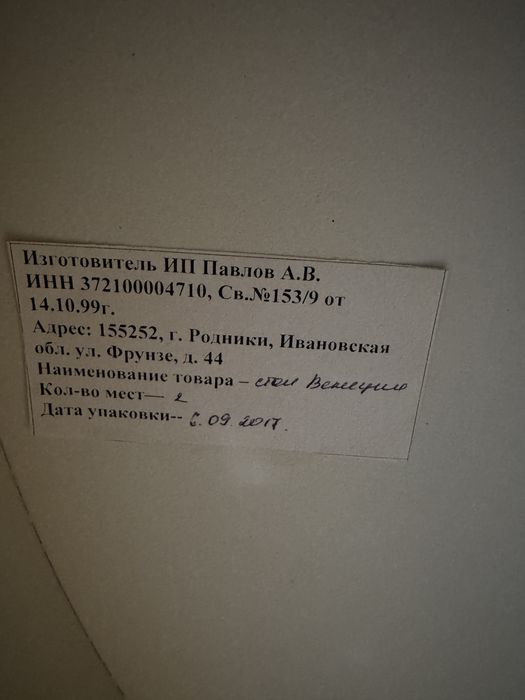 Изготовитель ИП Павлов А.В.
ИНН 372100004710, Св..№153/9 от
14.10.99г.
Адрес: 155252, г. Родники, Ивановская
обл. ул. Фрунзе, д. 44
Наименование товара – стол Венеция
Кол-во мест— 2
Дата упаковки-- 6.09.2017.